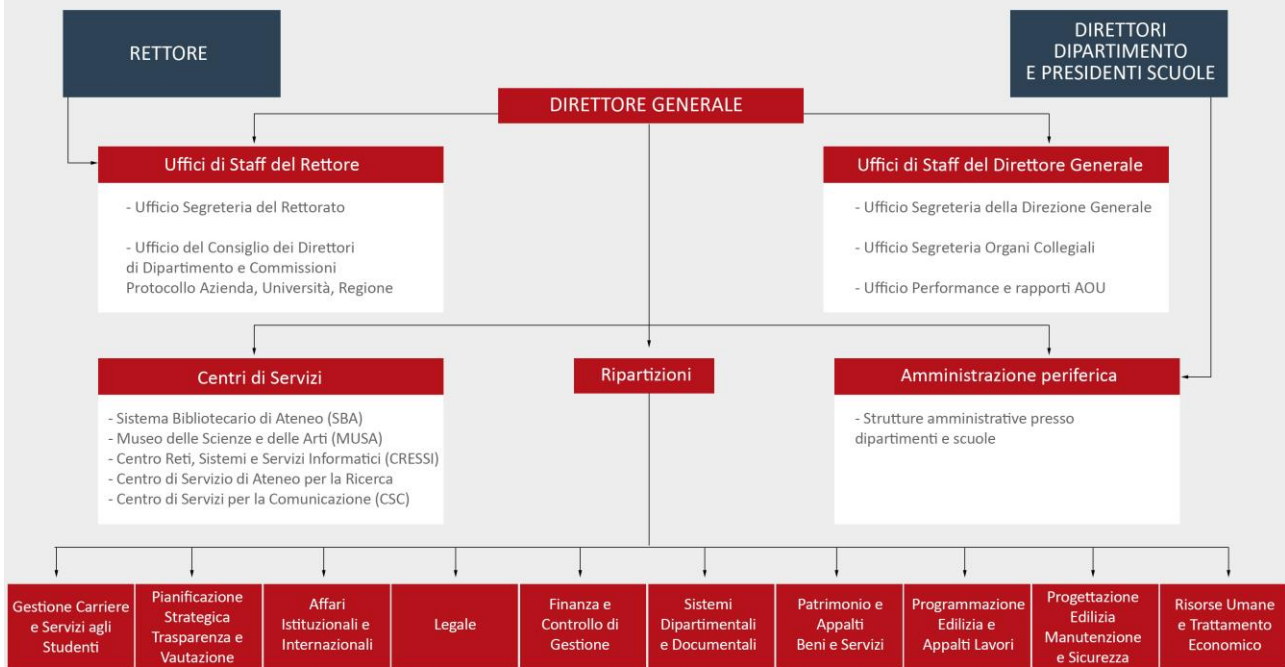 RETTORE
DIRETTORI
DIPARTIMENTO
E PRESIDENTI SCUOLE
DIRETTORE GENERALE
Uffici di Staff del Rettore
- Ufficio Segreteria del Rettorato
- Ufficio del Consiglio dei Direttori
di Dipartimento e Commissioni
Protocollo Azienda, Università, Regione
Uffici di Staff del Direttore Generale
- Ufficio Segreteria della Direzione Generale
- Ufficio Segreteria Organi Collegiali
- Ufficio Performance e rapporti AOU
Centri di Servizi
- Sistema Bibliotecario di Ateneo (SBA)
- Museo delle Scienze e delle Arti (MUSA)
- Centro Reti, Sistemi e Servizi Informatici (CRESSI)
- Centro di Servizio di Ateneo per la Ricerca
- Centro di Servizi per la Comunicazione (CSC)
Ripartizioni
Amministrazione periferica
- Strutture amministrative presso
dipartimenti e scuole
Gestione Carriere
e Servizi agli
Studenti
Pianificazione
Strategica
Trasparenza e
Vautazione
Affari
Istituzionali e
Internazionali
Legale
Finanza e
Controllo di
Gestione
Sistemi
Dipartimentali
e Documentali
Patrimonio e
Appalti
Beni e Servizi
Programmazione
Edilizia e
Appalti Lavori
Progettazione
Edilizia
Manutenzione
e Sicurezza
Risorse Umane
e Trattamento
Economico